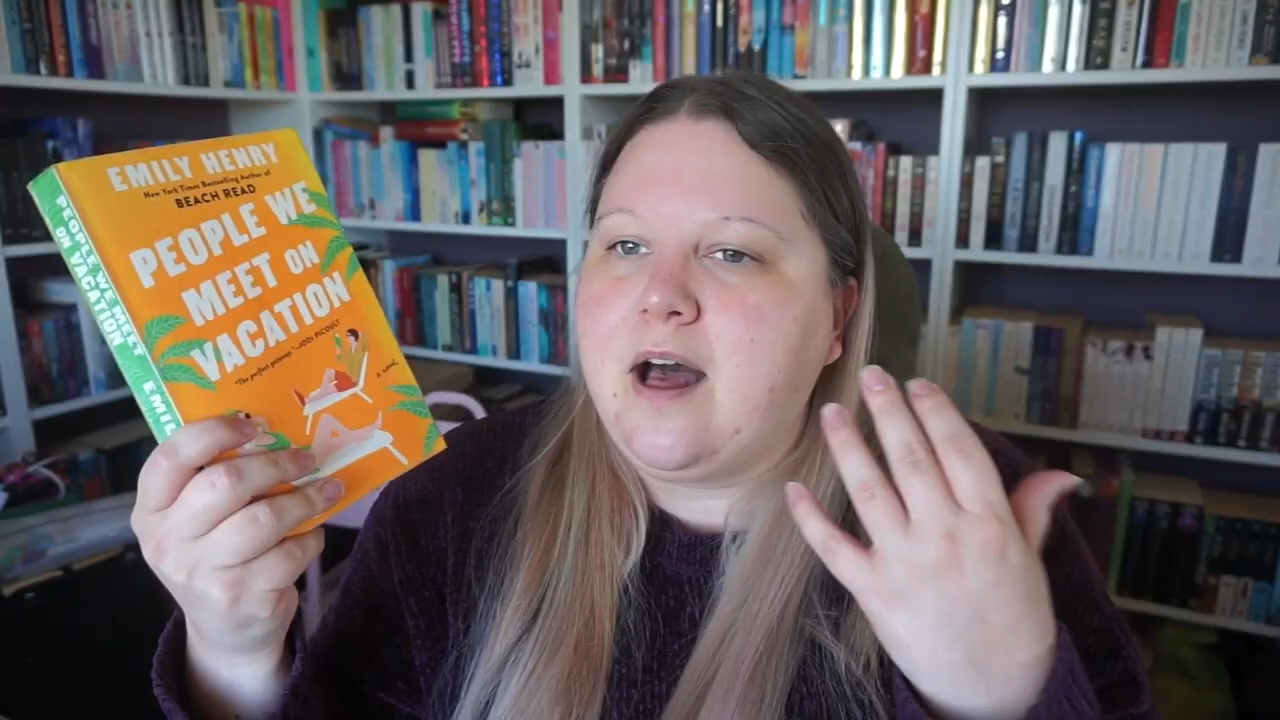 EMILY HENRY
New York Times Bestselling Author of
BEACH READ
PEOPLE WE
MEET ON
VACATION
"The perfect getaway." —JODI PICOULT
a novel
PEOPLE WE MEET
ON VACATION
EMIL